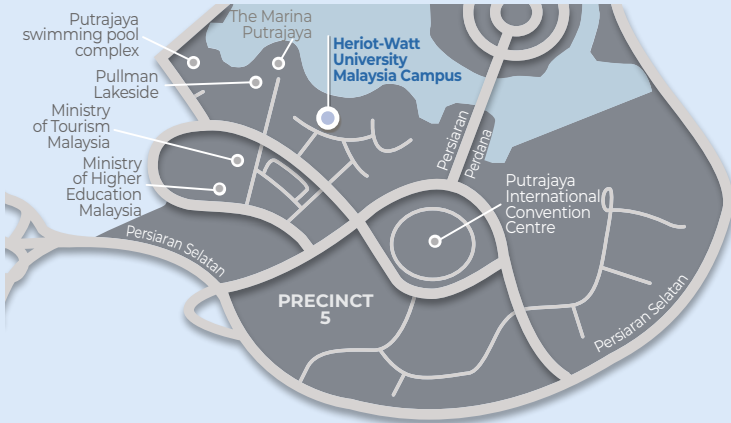 Putrajaya
swimming pool
complex
The Marina
Putrajaya
Heriot-Watt
University
Malaysia Campus
Pullman
Lakeside
Ministry
of Tourism
Malaysia
Ministry
of Higher
Education
Malaysia
Persiaran
Perdana
Putrajaya
International
Convention
Centre
Persiaran Selatan
PRECINCT
5
Persiaran Selatan